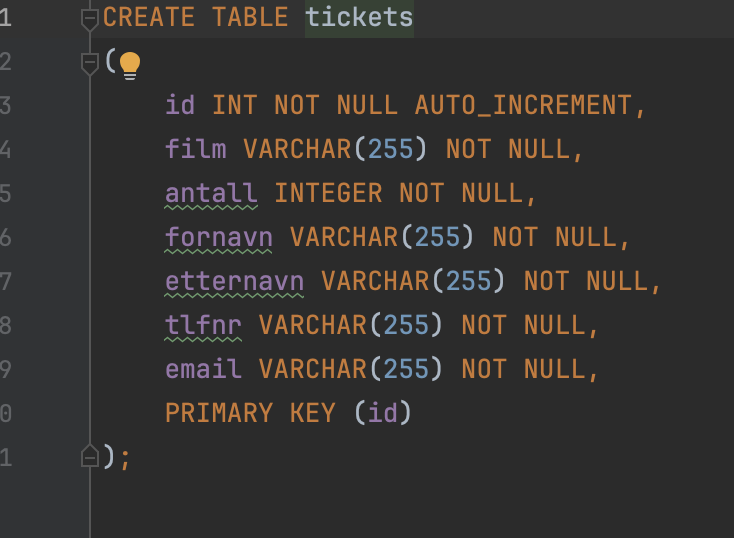 1 CREATE TABLE tickets
2 (
3 id INT NOT NULL AUTO_INCREMENT,
4 film VARCHAR(255) NOT NULL,
5 antall INTEGER NOT NULL,
6 fornavn VARCHAR(255) NOT NULL,
7 etternavn VARCHAR(255) NOT NULL,
8 tlfnr VARCHAR(255) NOT NULL,
9 email VARCHAR(255) NOT NULL,
0 PRIMARY KEY (id)
1 );